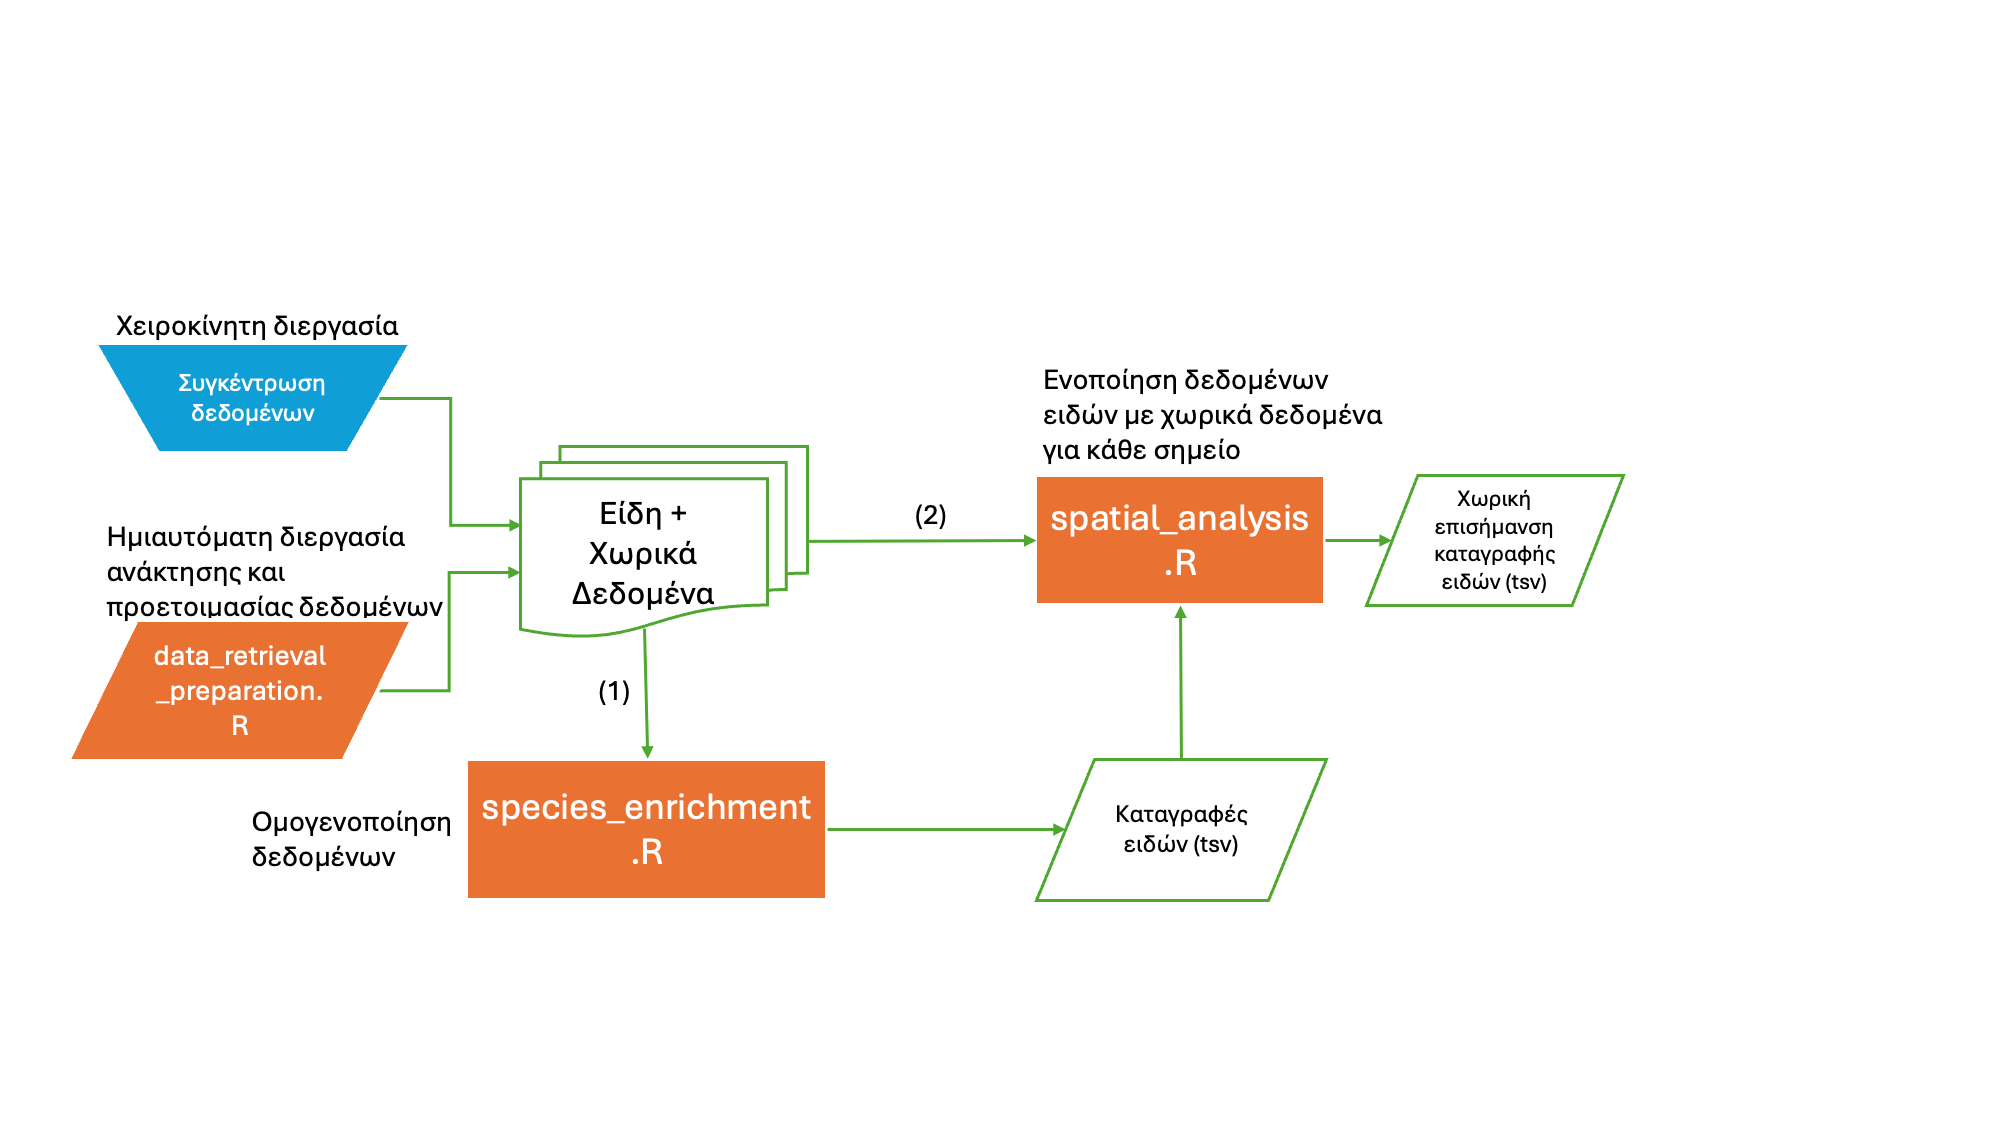 Χειροκίνητη διεργασία
Συγκέντρωση
δεδομένων
Ημιαυτόματη διεργασία
ανάκτησης και
προετοιμασίας δεδομένων
data_retrieval
_preparation.
R
Είδη +
Χωρικά
Δεδομένα
(1)
(2)
Ομογενοποίηση
δεδομένων
species_enrichment
.R
Καταγραφές
ειδών (tsv)
Ενοποίηση δεδομένων
ειδών με χωρικά δεδομένα
για κάθε σημείο
spatial_analysis
.R
Χωρική
επισήμανση
καταγραφής
ειδών (tsv)